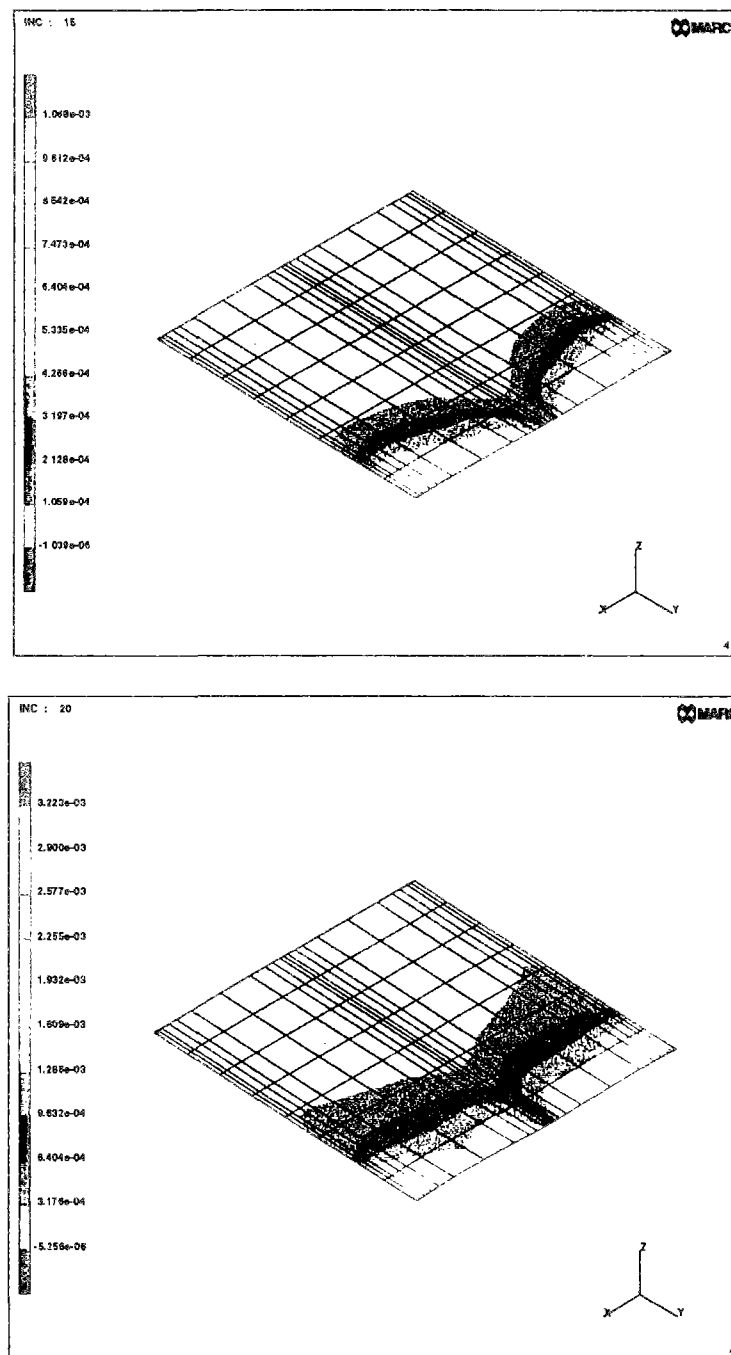 INC : 15
MARC
1.068e-03
9.612e-04
8.542e-04
7.473e-04
6.404e-04
5.335e-04
4.266e-04
3.197e-04
2.128e-04
1.059e-04
-1.039e-06
Z
X
Y
4
INC : 20
MARC
3.223e-03
2.900e-03
2.577e-03
2.255e-03
1.932e-03
1.609e-03
1.286e-03
9.632e-04
6.404e-04
3.176e-04
-5.256e-06
Z
X
Y